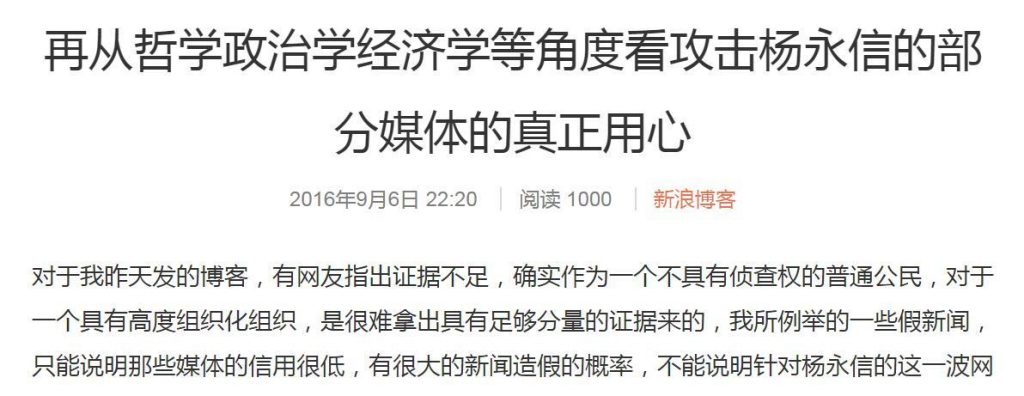 再从哲学政治学经济学等角度看攻击杨永信的部
分媒体的真正用心
2016年9月6日 22:20 | 阅读 1000 | 新浪博客
对于我昨天发的博客，有网友指出证据不足，确实作为一个不具有侦查权的普通公民，对于
一个具有高度组织化组织，是很难拿出具有足够分量的证据来的，我所例举的一些假新闻，
只能说明那些媒体的信用很低，有很大的新闻造假的概率，不能说明针对杨永信的这一波网